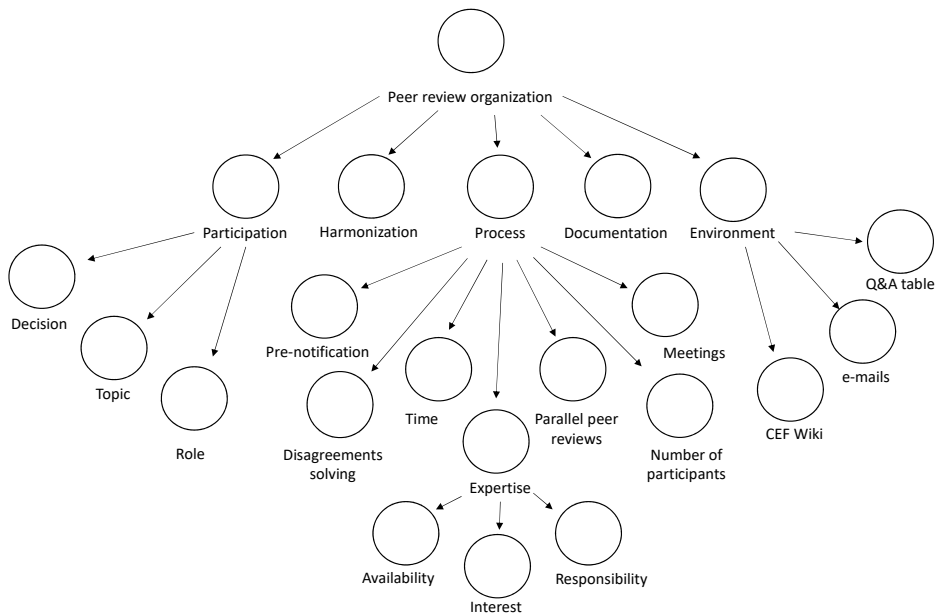 Peer review organization
Participation
Harmonization
Process
Documentation
Environment
Q&A table
Decision
Pre-notification
Meetings
e-mails
Topic
Time
Parallel peer
reviews
CEF Wiki
Role
Disagreements
solving
Number of
participants
Expertise
Availability
Responsibility
Interest